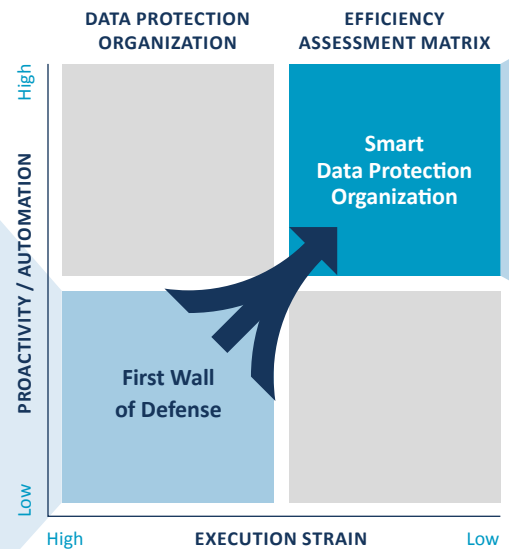 DATA PROTECTION
ORGANIZATION
EFFICIENCY
ASSESSMENT MATRIX
High
PROACTIVITY / AUTOMATION
Low
Smart
Data Protection
Organization
First Wall
of Defense
High
EXECUTION STRAIN
Low